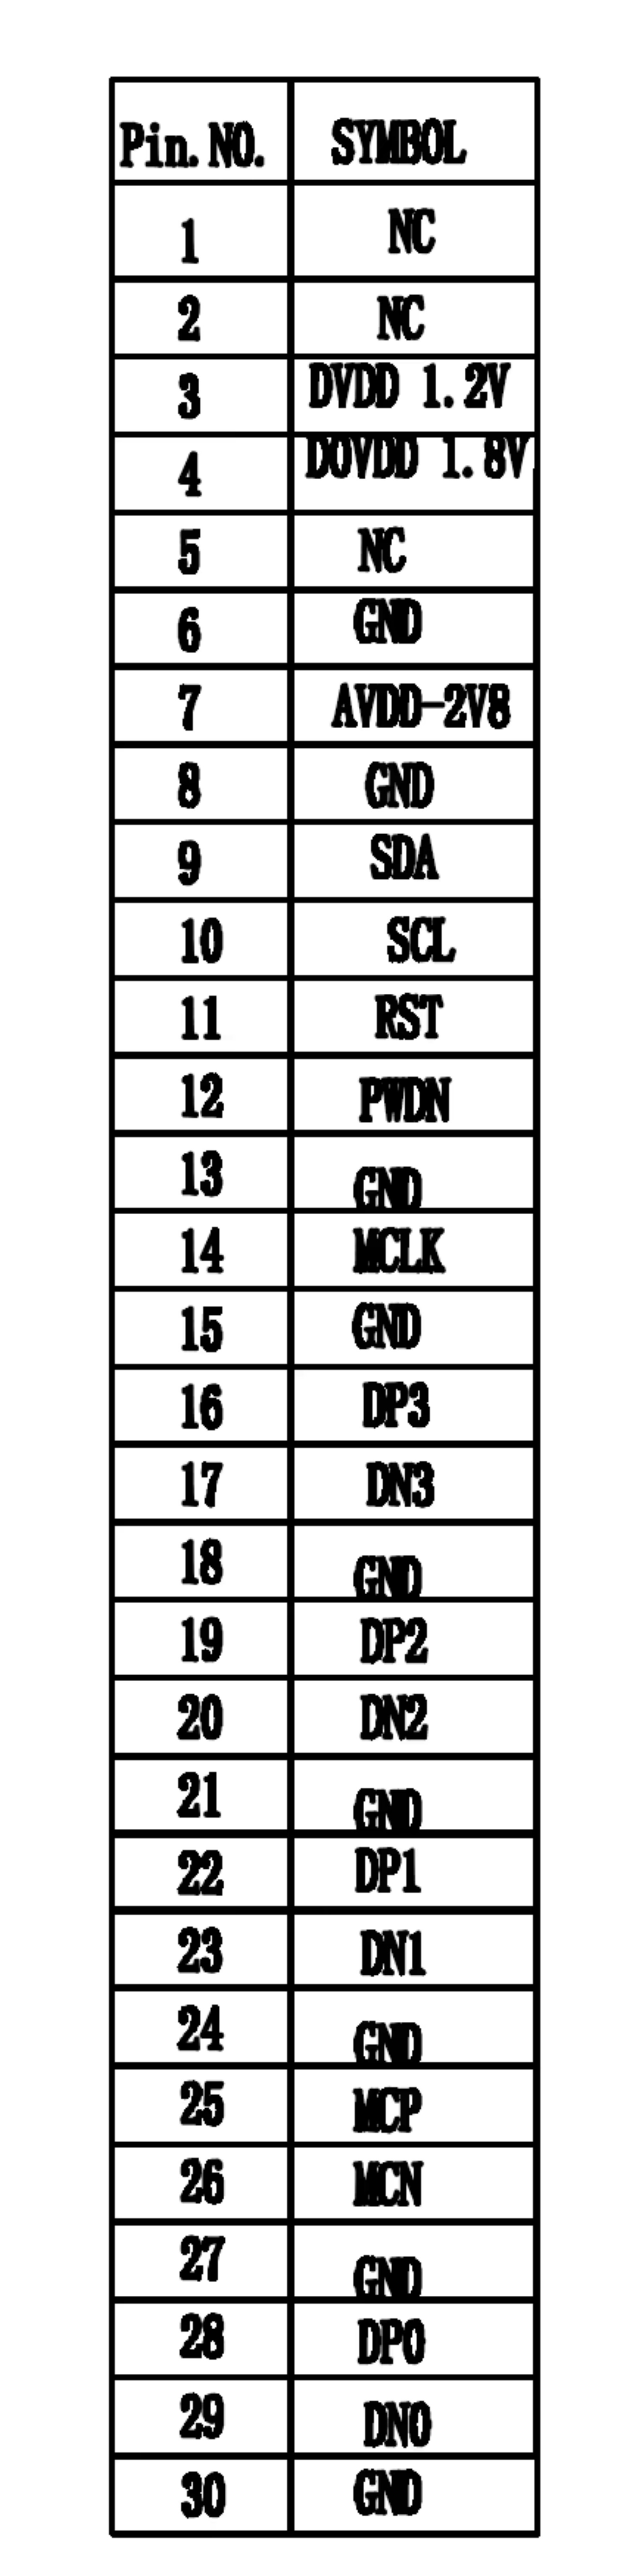 Pin.NO. SYMBOL
1 NC
2 NC
3 DVDD 1.2V
4 DOVDD 1.8V
5 NC
6 GND
7 AVDD-2V8
8 GND
9 SDA
10 SCL
11 RST
12 PWDN
13 GND
14 MCLK
15 GND
16 DP3
17 DN3
18 GND
19 DP2
20 DN2
21 GND
22 DP1
23 DN1
24 GND
25 MCP
26 MCN
27 GND
28 DP0
29 DN0
30 GND